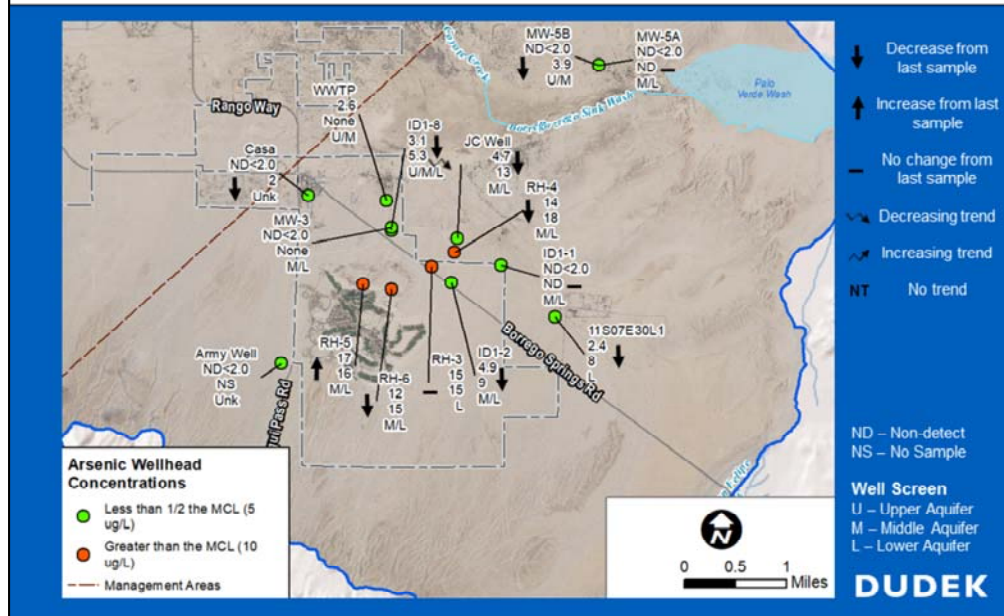 MW-5B
ND<2.0
3.9
U/M
MW-5A
ND<2.0
ND
M/L
Palo
Verde Wash
Coyote Creek
Borrego Sink Wash
WWTP
2.6
None
U/M
Rango Way
ID1-8
3.1
5.3
U/M/L
JC Well
4.7
13
M/L
Casa
ND<2.0
2
Unk
RH-4
14
18
M/L
MW-3
ND<2.0
None
M/L
ID1-1
ND<2.0
ND
M/L
11S07E30L1
2.4
8
L
Borrego Springs Rd
Army Well
ND<2.0
NS
Unk
RH-5
17
16
M/L
RH-6
12
15
M/L
RH-3
15
15
L
ID1-2
4.9
9
M/L
Pass Rd
Arsenic Wellhead
Concentrations
Less than 1/2 the MCL (5
ug/L)
Greater than the MCL (10
ug/L)
Management Areas
N
0 0.5 1
Miles
Decrease from
last sample
Increase from last
sample
No change from
last sample
Decreasing trend
Increasing trend
NT No trend
ND – Non-detect
NS – No Sample
Well Screen
U – Upper Aquifer
M – Middle Aquifer
L – Lower Aquifer
DUDEK